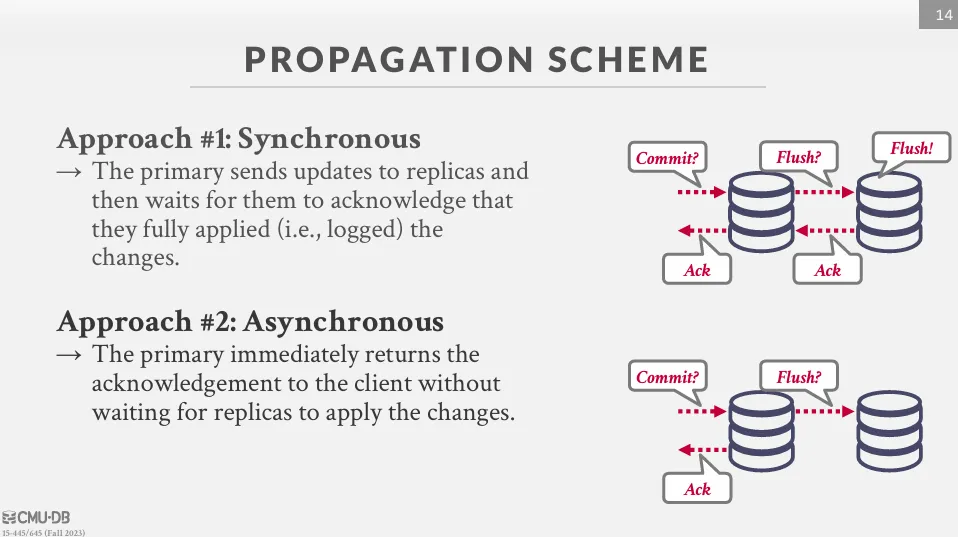 14
PROPAGATION SCHEME
Approach #1: Synchronous
→ The primary sends updates to replicas and
then waits for them to acknowledge that
they fully applied (i.e., logged) the
changes.
Commit?
Flush?
Flush!
Ack
Ack
Approach #2: Asynchronous
→ The primary immediately returns the
acknowledgement to the client without
waiting for replicas to apply the changes.
Commit?
Flush?
Ack
CMU·DB
15-445/645 (Fall 2023)